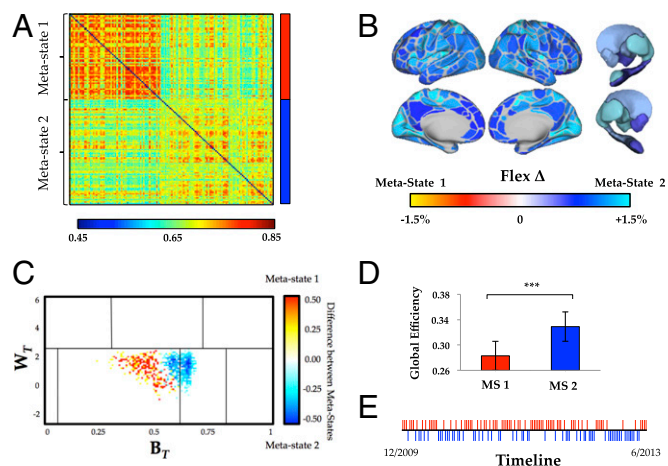 A
Meta-state 1
Meta-state 2
0.45 0.65 0.85
B
Flex Δ
Meta-State 1 Meta-State 2
-1.5% 0 +1.5%
C
Meta-state 1
6
4
2
0
-2
W_T
0 0.25 0.5 0.75 1
B_T
0.50
0.25
0.00
-0.25
-0.50
Difference between Meta-States
Meta-state 2
D
***
Global Efficiency
0.38
0.34
0.30
0.26
MS 1 MS 2
E
12/2009 Timeline 6/2013